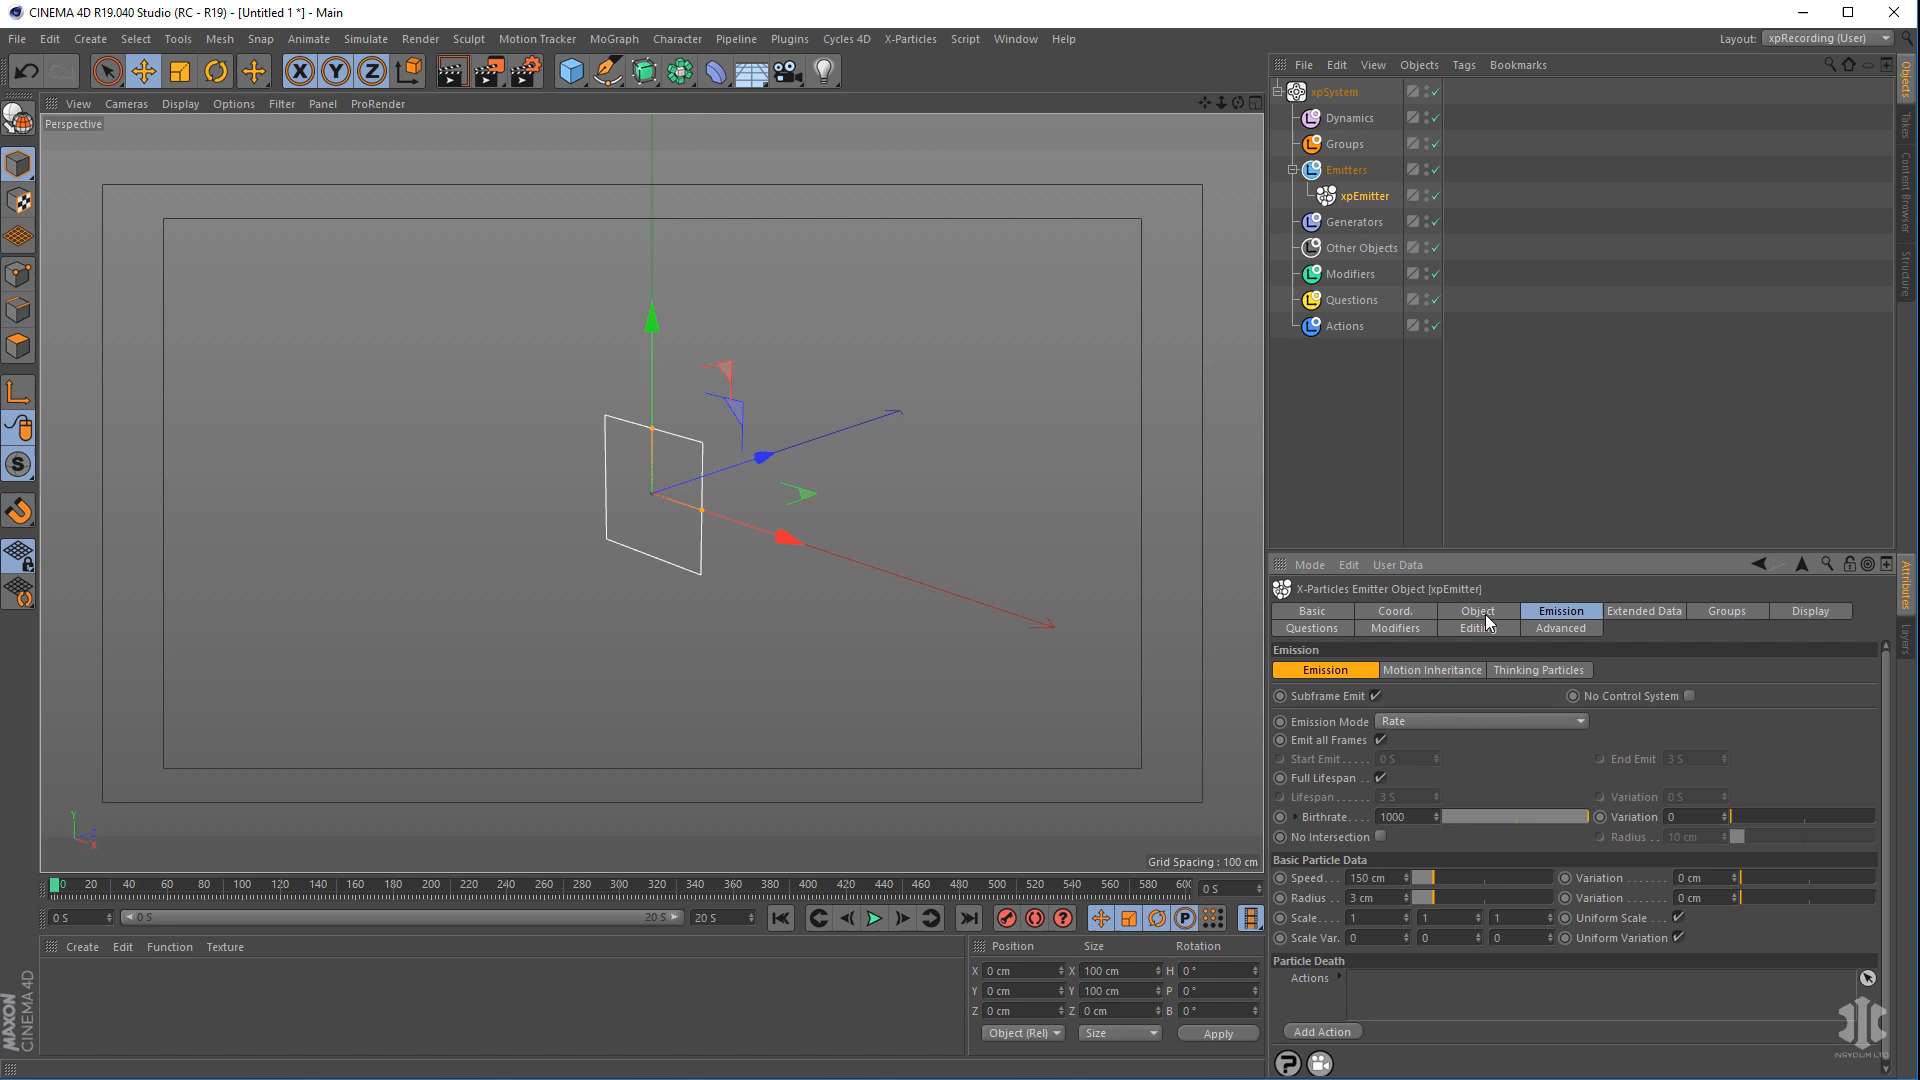 CINEMA 4D R19.040 Studio (RC - R19) - [Untitled 1 *] - Main
File Edit Create Select Tools Mesh Snap Animate Simulate Render Sculpt Motion Tracker MoGraph Character Pipeline Plugins Cycles 4D X-Particles Script Window Help
Layout: xpRecording (User)
View Cameras Display Options Filter Panel ProRender
Perspective
File Edit View Objects Tags Bookmarks
xpSystem
Dynamics
Groups
Emitters
xpEmitter
Generators
Other Objects
Modifiers
Questions
Actions
Objects
Takes
Content Browser
Structure
Mode Edit User Data
X-Particles Emitter Object [xpEmitter]
Basic Coord. Object Emission Extended Data Groups Display
Questions Modifiers Editi Advanced
Attributes
Layers
Emission
Emission Motion Inheritance Thinking Particles
Subframe Emit No Control System
Emission Mode Rate
Emit all Frames
Start Emit..... 0 S End Emit 3 S
Full Lifespan ..
Lifespan...... 3 S Variation 0 S
Birthrate.... 1000 Variation 0
No Intersection Radius .. 10 cm
Basic Particle Data
Speed... 150 cm Variation ....... 0 cm
Radius .. 3 cm Variation ....... 0 cm
Scale.... 1 1 1 Uniform Scale ...
Scale Var. 0 0 0 Uniform Variation
Particle Death
Actions
Add Action
INSYDIUM LTD
Y
Z
X
Grid Spacing : 100 cm
0 20 40 60 80 100 120 140 160 180 200 220 240 260 280 300 320 340 360 380 400 420 440 460 480 500 520 540 560 580 60
0 S
0 S 0 S 20 S 20 S
Create Edit Function Texture
Position Size Rotation
X 0 cm X 100 cm H 0 °
Y 0 cm Y 100 cm P 0 °
Z 0 cm Z 0 cm B 0 °
Object (Rel) Size Apply
MAXON
CINEMA 4D